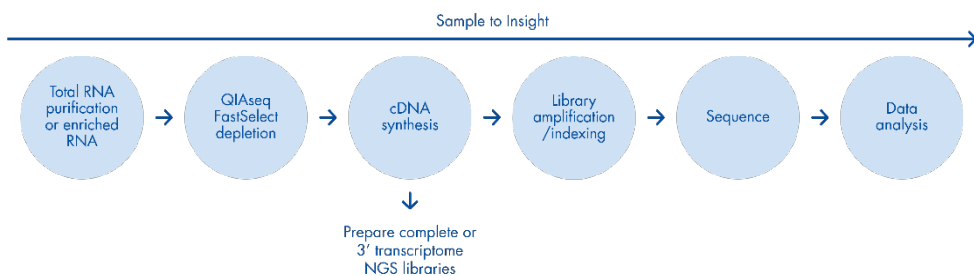 Sample to Insight
Total RNA
purification
or enriched
RNA
QIAseq
FastSelect
depletion
cDNA
synthesis
Library
amplification
/indexing
Sequence
Data
analysis
Prepare complete or
3’ transcriptome
NGS libraries